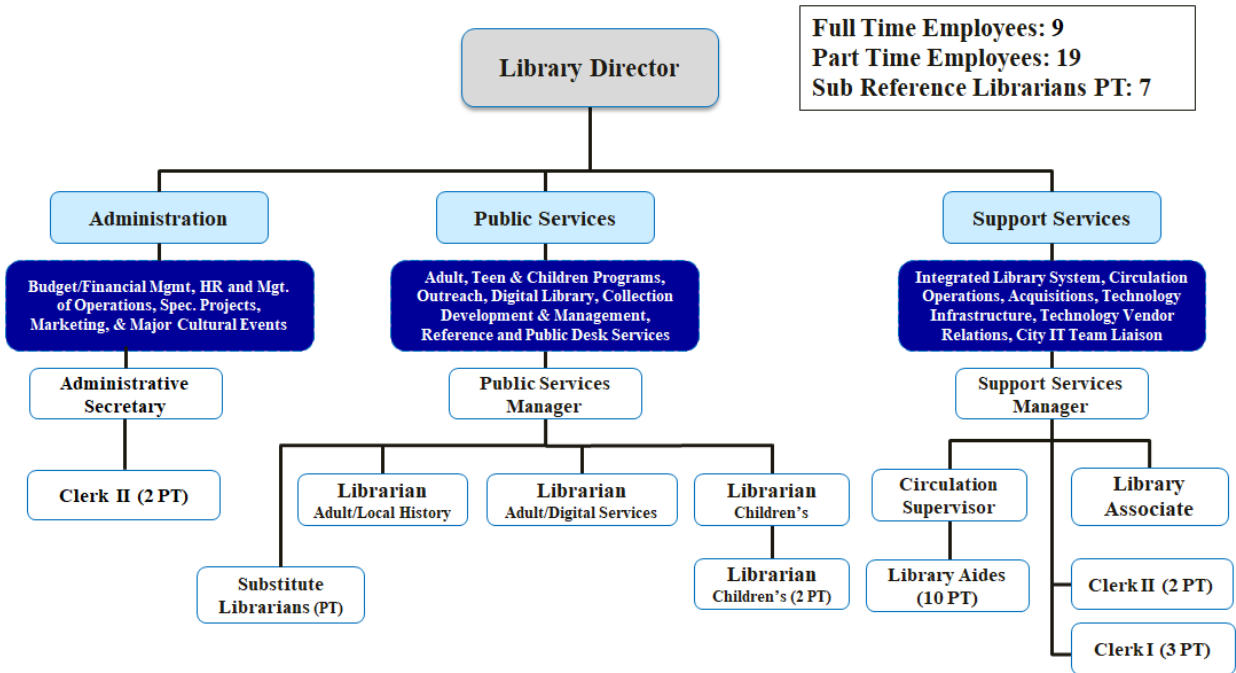 Library Director
Full Time Employees: 9
Part Time Employees: 19
Sub Reference Librarians PT: 7
Administration
Public Services
Support Services
Budget/Financial Mgmt, HR and Mgt.
of Operations, Spec. Projects,
Marketing, & Major Cultural Events
Adult, Teen & Children Programs,
Outreach, Digital Library, Collection
Development & Management,
Reference and Public Desk Services
Integrated Library System, Circulation
Operations, Acquisitions, Technology
Infrastructure, Technology Vendor
Relations, City IT Team Liaison
Administrative
Secretary
Public Services
Manager
Support Services
Manager
Clerk II (2 PT)
Librarian
Adult/Local History
Librarian
Adult/Digital Services
Librarian
Children's
Circulation
Supervisor
Library
Associate
Substitute
Librarians (PT)
Librarian
Children's (2 PT)
Library Aides
(10 PT)
Clerk II (2 PT)
Clerk I (3 PT)